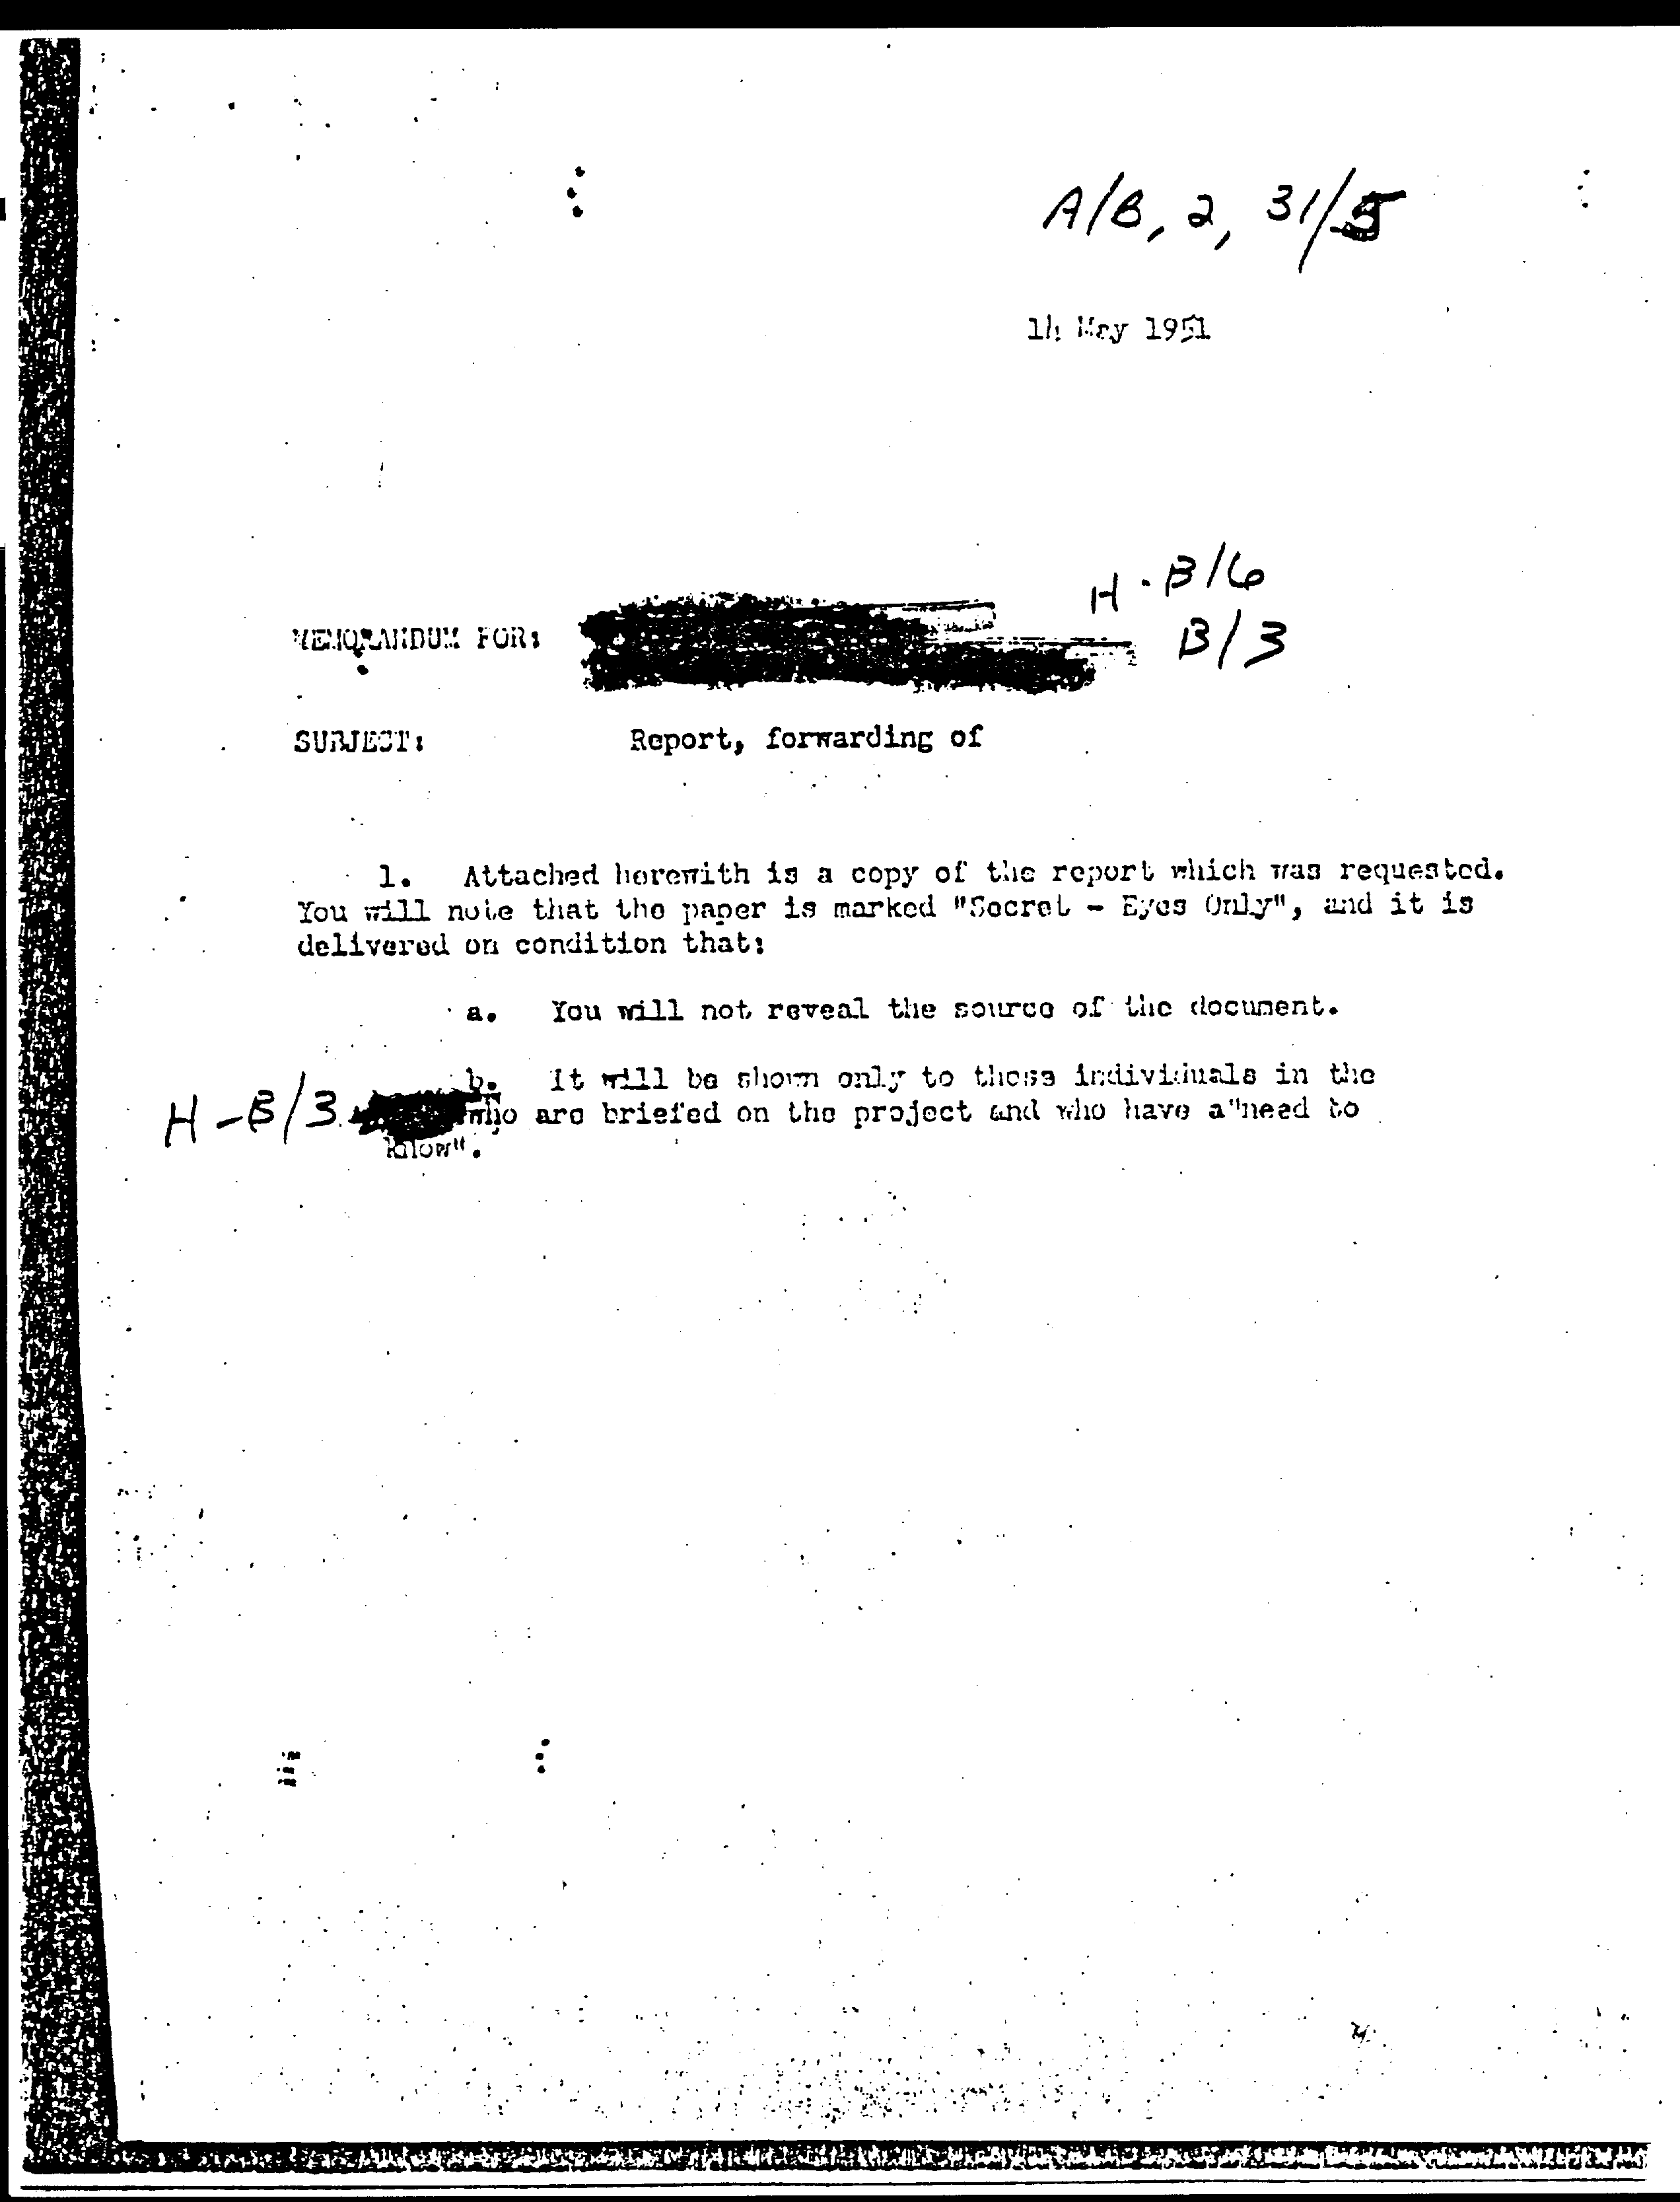 A/B, 2, 31/5
14 May 1951
H - B/6
MEMORANDUM FOR:
B/3
SUBJECT: Report, forwarding of
1. Attached herewith is a copy of the report which was requested.
You will note that the paper is marked "Secret - Eyes Only", and it is
delivered on condition that:
a. You will not reveal the source of the document.
b. It will be shown only to those individuals in the
H - B/3 who are briefed on the project and who have a"need to
know".